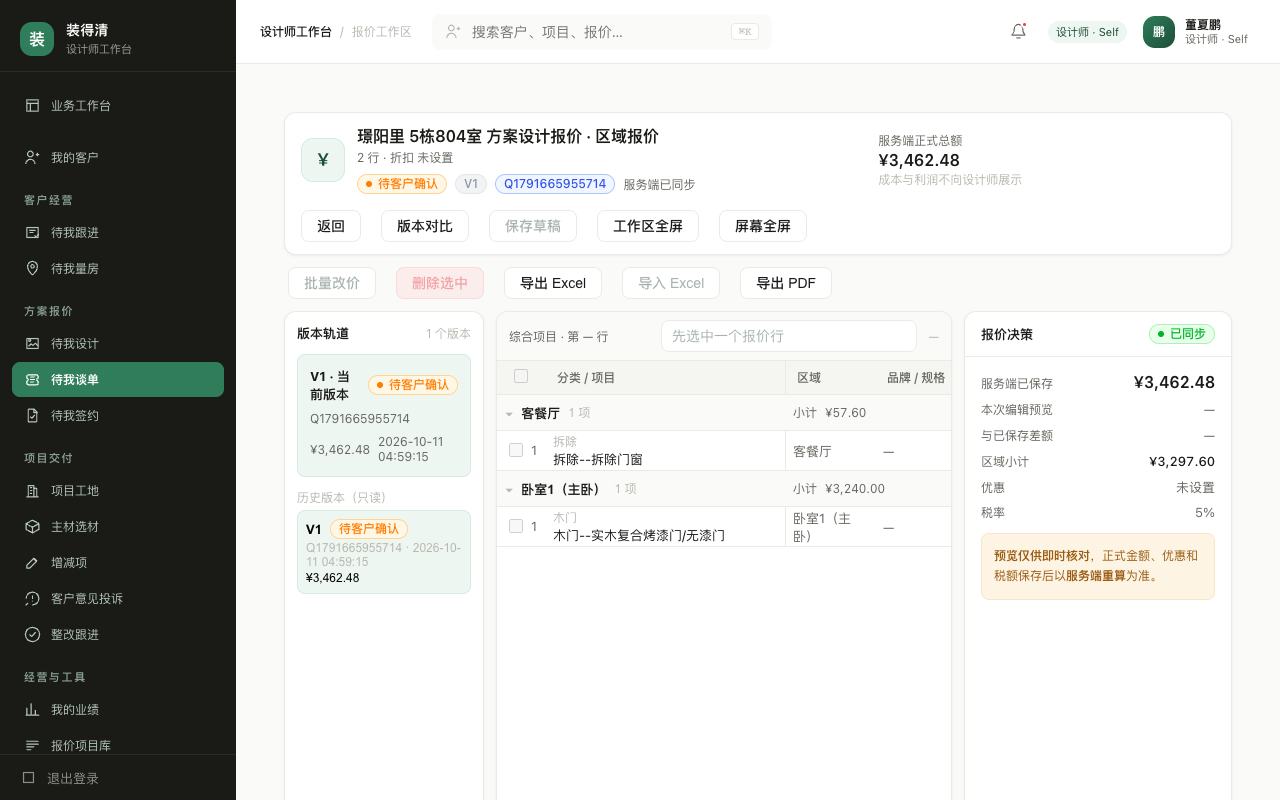 装
装得清
设计师工作台
业务工作台
我的客户
客户经营
待我跟进
待我量房
方案报价
待我设计
待我谈单
待我签约
项目交付
项目工地
主材选材
增减项
客户意见投诉
整改跟进
经营与工具
我的业绩
报价项目库
退出登录
设计师工作台 / 报价工作区
搜索客户、项目、报价...
⌘K
设计师 · Self
鹏
董夏鹏
设计师 · Self
¥
璟阳里 5栋804室 方案设计报价 · 区域报价
2 行 · 折扣 未设置
待客户确认 V1 Q1791665955714 服务端已同步
服务端正式总额
¥3,462.48
成本与利润不向设计师展示
返回 版本对比 保存草稿 工作区全屏 屏幕全屏
批量改价 删除选中 导出 Excel 导入 Excel 导出 PDF
版本轨道 1 个版本
V1 · 当前版本
待客户确认
Q1791665955714
¥3,462.48 2026-10-11 04:59:15
历史版本（只读）
V1 待客户确认
Q1791665955714 · 2026-10-11 04:59:15
¥3,462.48
综合项目 · 第 — 行 先选中一个报价行 —
分类 / 项目 区域 品牌 / 规格
客餐厅 1 项 小计 ¥57.60
1 拆除
拆除--拆除门窗 客餐厅 —
卧室1（主卧） 1 项 小计 ¥3,240.00
1 木门
木门--实木复合烤漆门/无漆门 卧室1（主卧） —
报价决策 已同步
服务端已保存 ¥3,462.48
本次编辑预览 —
与已保存差额 —
区域小计 ¥3,297.60
优惠 未设置
税率 5%
预览仅供即时核对，正式金额、优惠和
税额保存后以服务端重算为准。